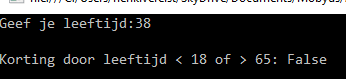 Geef je leeftijd:38
Korting door leeftijd < 18 of > 65: False